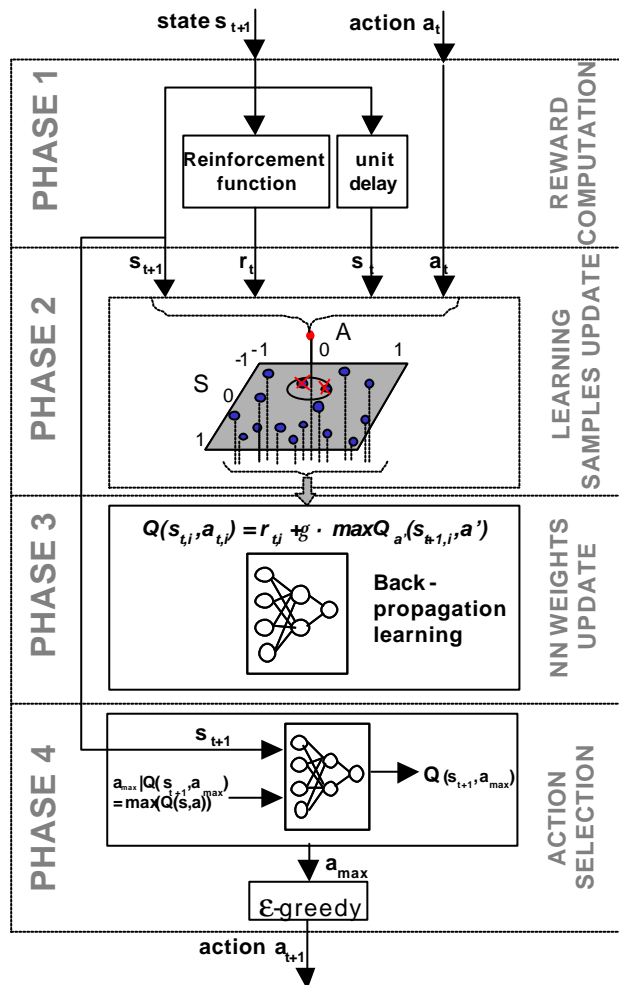 state s t+1
action a t
PHASE 1
REWARD
COMPUTATION
Reinforcement
function
unit
delay
s t+1
r t
s t
a t
PHASE 2
LEARNING
SAMPLES UPDATE
A
-1
-1
0
1
S
0
1
PHASE 3
NN WEIGHTS
UPDATE
Q(s t,i ,a t,i ) = r t,i +g · maxQ a' (s t+1,i ,a')
Back -
propagation
learning
PHASE 4
ACTION
SELECTION
s t+1
a max |Q( s t+1 ,a max )
=max(Q(s,a))
Q (s t+1 ,a max )
a max
ε-greedy
action a t+1